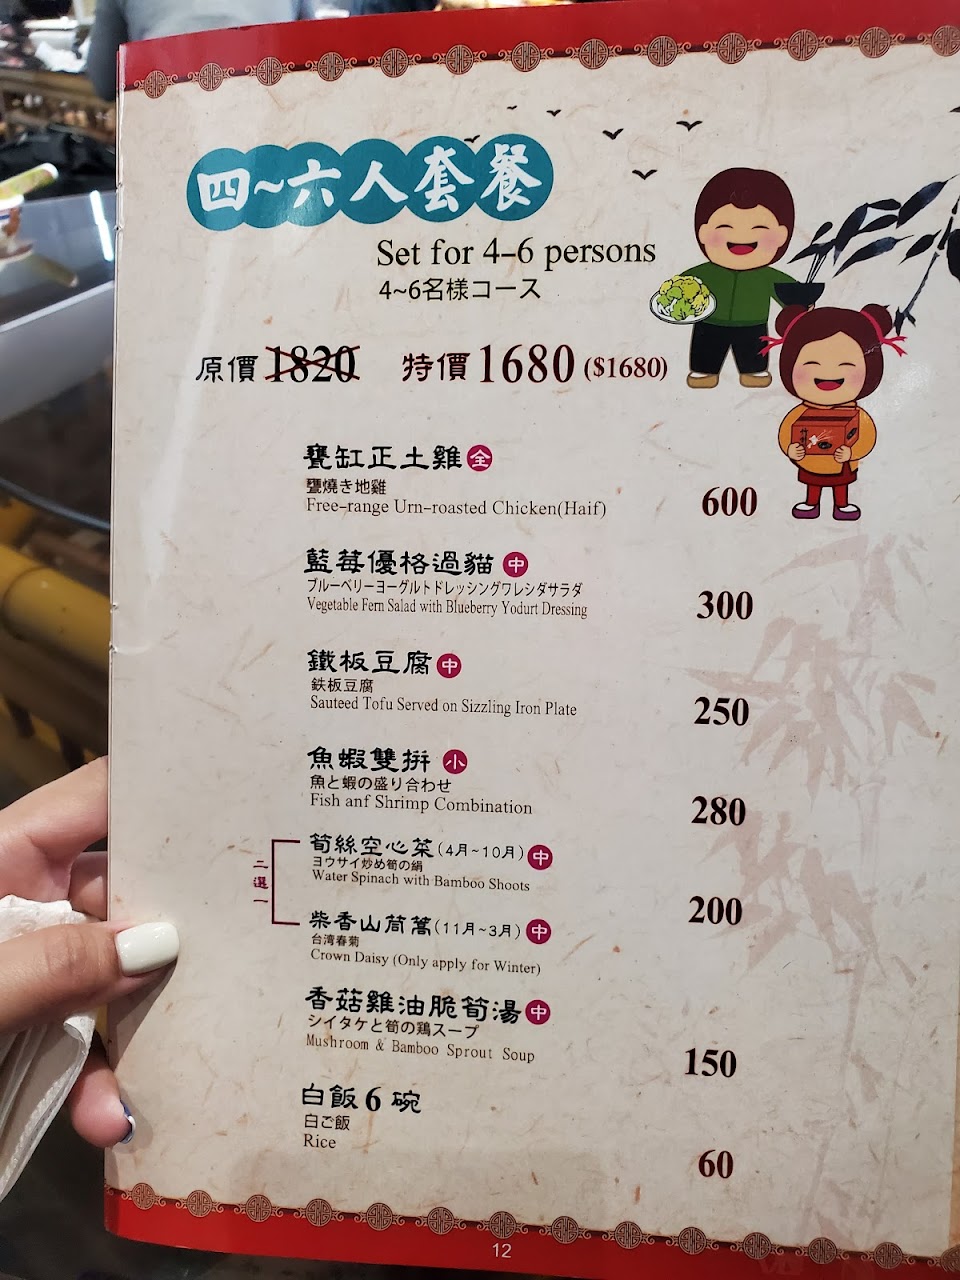 四~六人套餐
Set for 4-6 persons
4~6名様コース
原價 1820 特價 1680 ($1680)
甕缸正土雞 全
甕焼き地雞
Free-range Urn-roasted Chicken(Haif)
600
藍莓優格過貓 中
ブルーベリーヨーグルトドレッシングワレシダサラダ
Vegetable Fern Salad with Blueberry Yodurt Dressing
300
鐵板豆腐 中
鉄板豆腐
Sauteed Tofu Served on Sizzling Iron Plate
250
魚蝦雙拼 小
魚と蝦の盛り合わせ
Fish anf Shrimp Combination
280
二選一
筍絲空心菜(4月~10月) 中
ヨウサイ炒め筍の絹
Water Spinach with Bamboo Shoots
200
柴香山茼蒿(11月~3月) 中
台湾春菊
Crown Daisy (Only apply for Winter)
香菇雞油脆筍湯 中
シイタケと筍の鶏スープ
Mushroom & Bamboo Sprout Soup
150
白飯6碗
白ご飯
Rice
60
12